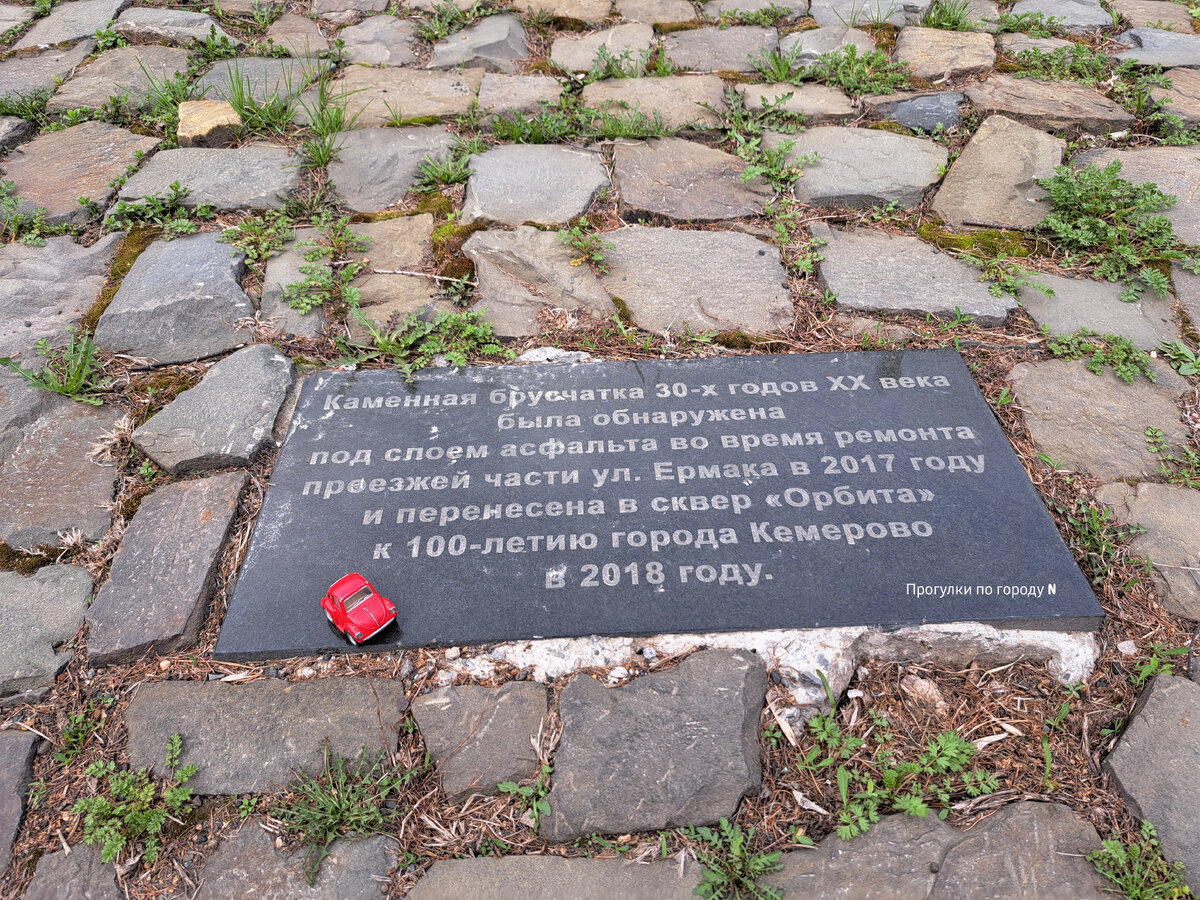 Каменная брусчатка 30-х годов XX века
была обнаружена
под слоем асфальта во время ремонта
проезжей части ул. Ермака в 2017 году
и перенесена в сквер «Орбита»
к 100-летию города Кемерово
в 2018 году.
Прогулки по городу N